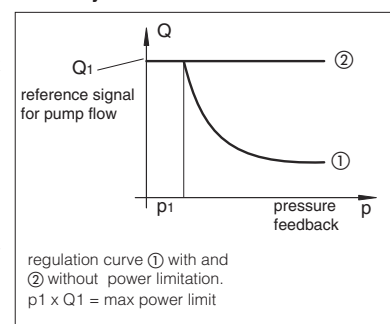 Q
Q1
②
reference signal
for pump flow
①
p1
pressure
feedback
p
regulation curve ① with and
② without power limitation.
p1 x Q1 = max power limit